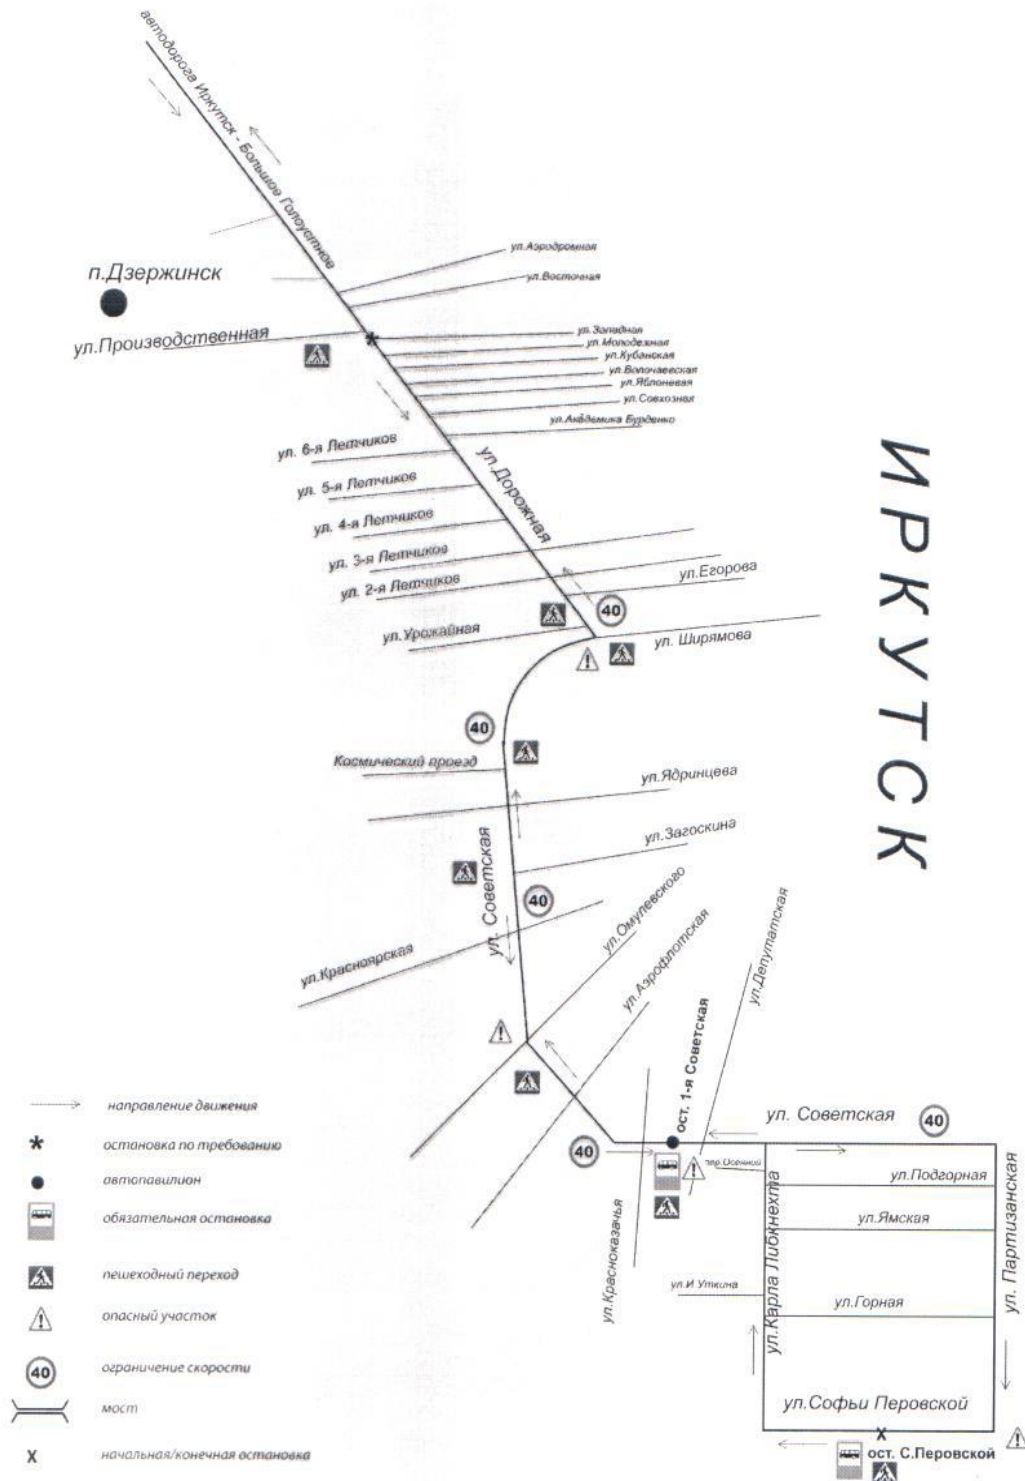 автодорога Иркутск - Большое Голоустное
п.Дзержинск
ул.Аэродромная
ул.Восточная
ул.Производственная
ул.Западная
ул.Молодежная
ул.Кубанская
ул.Волочаевская
ул.Яблоневая
ул.Совхозная
ул.Академика Бурденко
ул. 6-я Летчиков
ул. 5-я Летчиков
ул. 4-я Летчиков
ул. 3-я Летчиков
ул. 2-я Летчиков
ул.Дорожная
ИРКУТСК
ул.Егорова
40
ул.Урожайная
ул. Ширямова
40
Космический проезд
ул.Ядринцева
ул.Загоскина
ул. Советская
40
ул.Красноярская
ул.Омулевского
ул.Аэрофлотская
ул.Депутатская
ост. 1-я Советская
ул. Советская
40
40
пер.Осенний
ул.Подгорная
ул.Ямская
ул.Красноказачья
ул.И Уткина
ул.Карла Либкнехта
ул.Горная
ул. Партизанская
ул.Софьи Перовской
X
ост. С.Перовской
направление движения
* остановка по требованию
автопавилион
обязательная остановка
пешеходный переход
опасный участок
40 ограничение скорости
мост
X начальная/конечная остановка